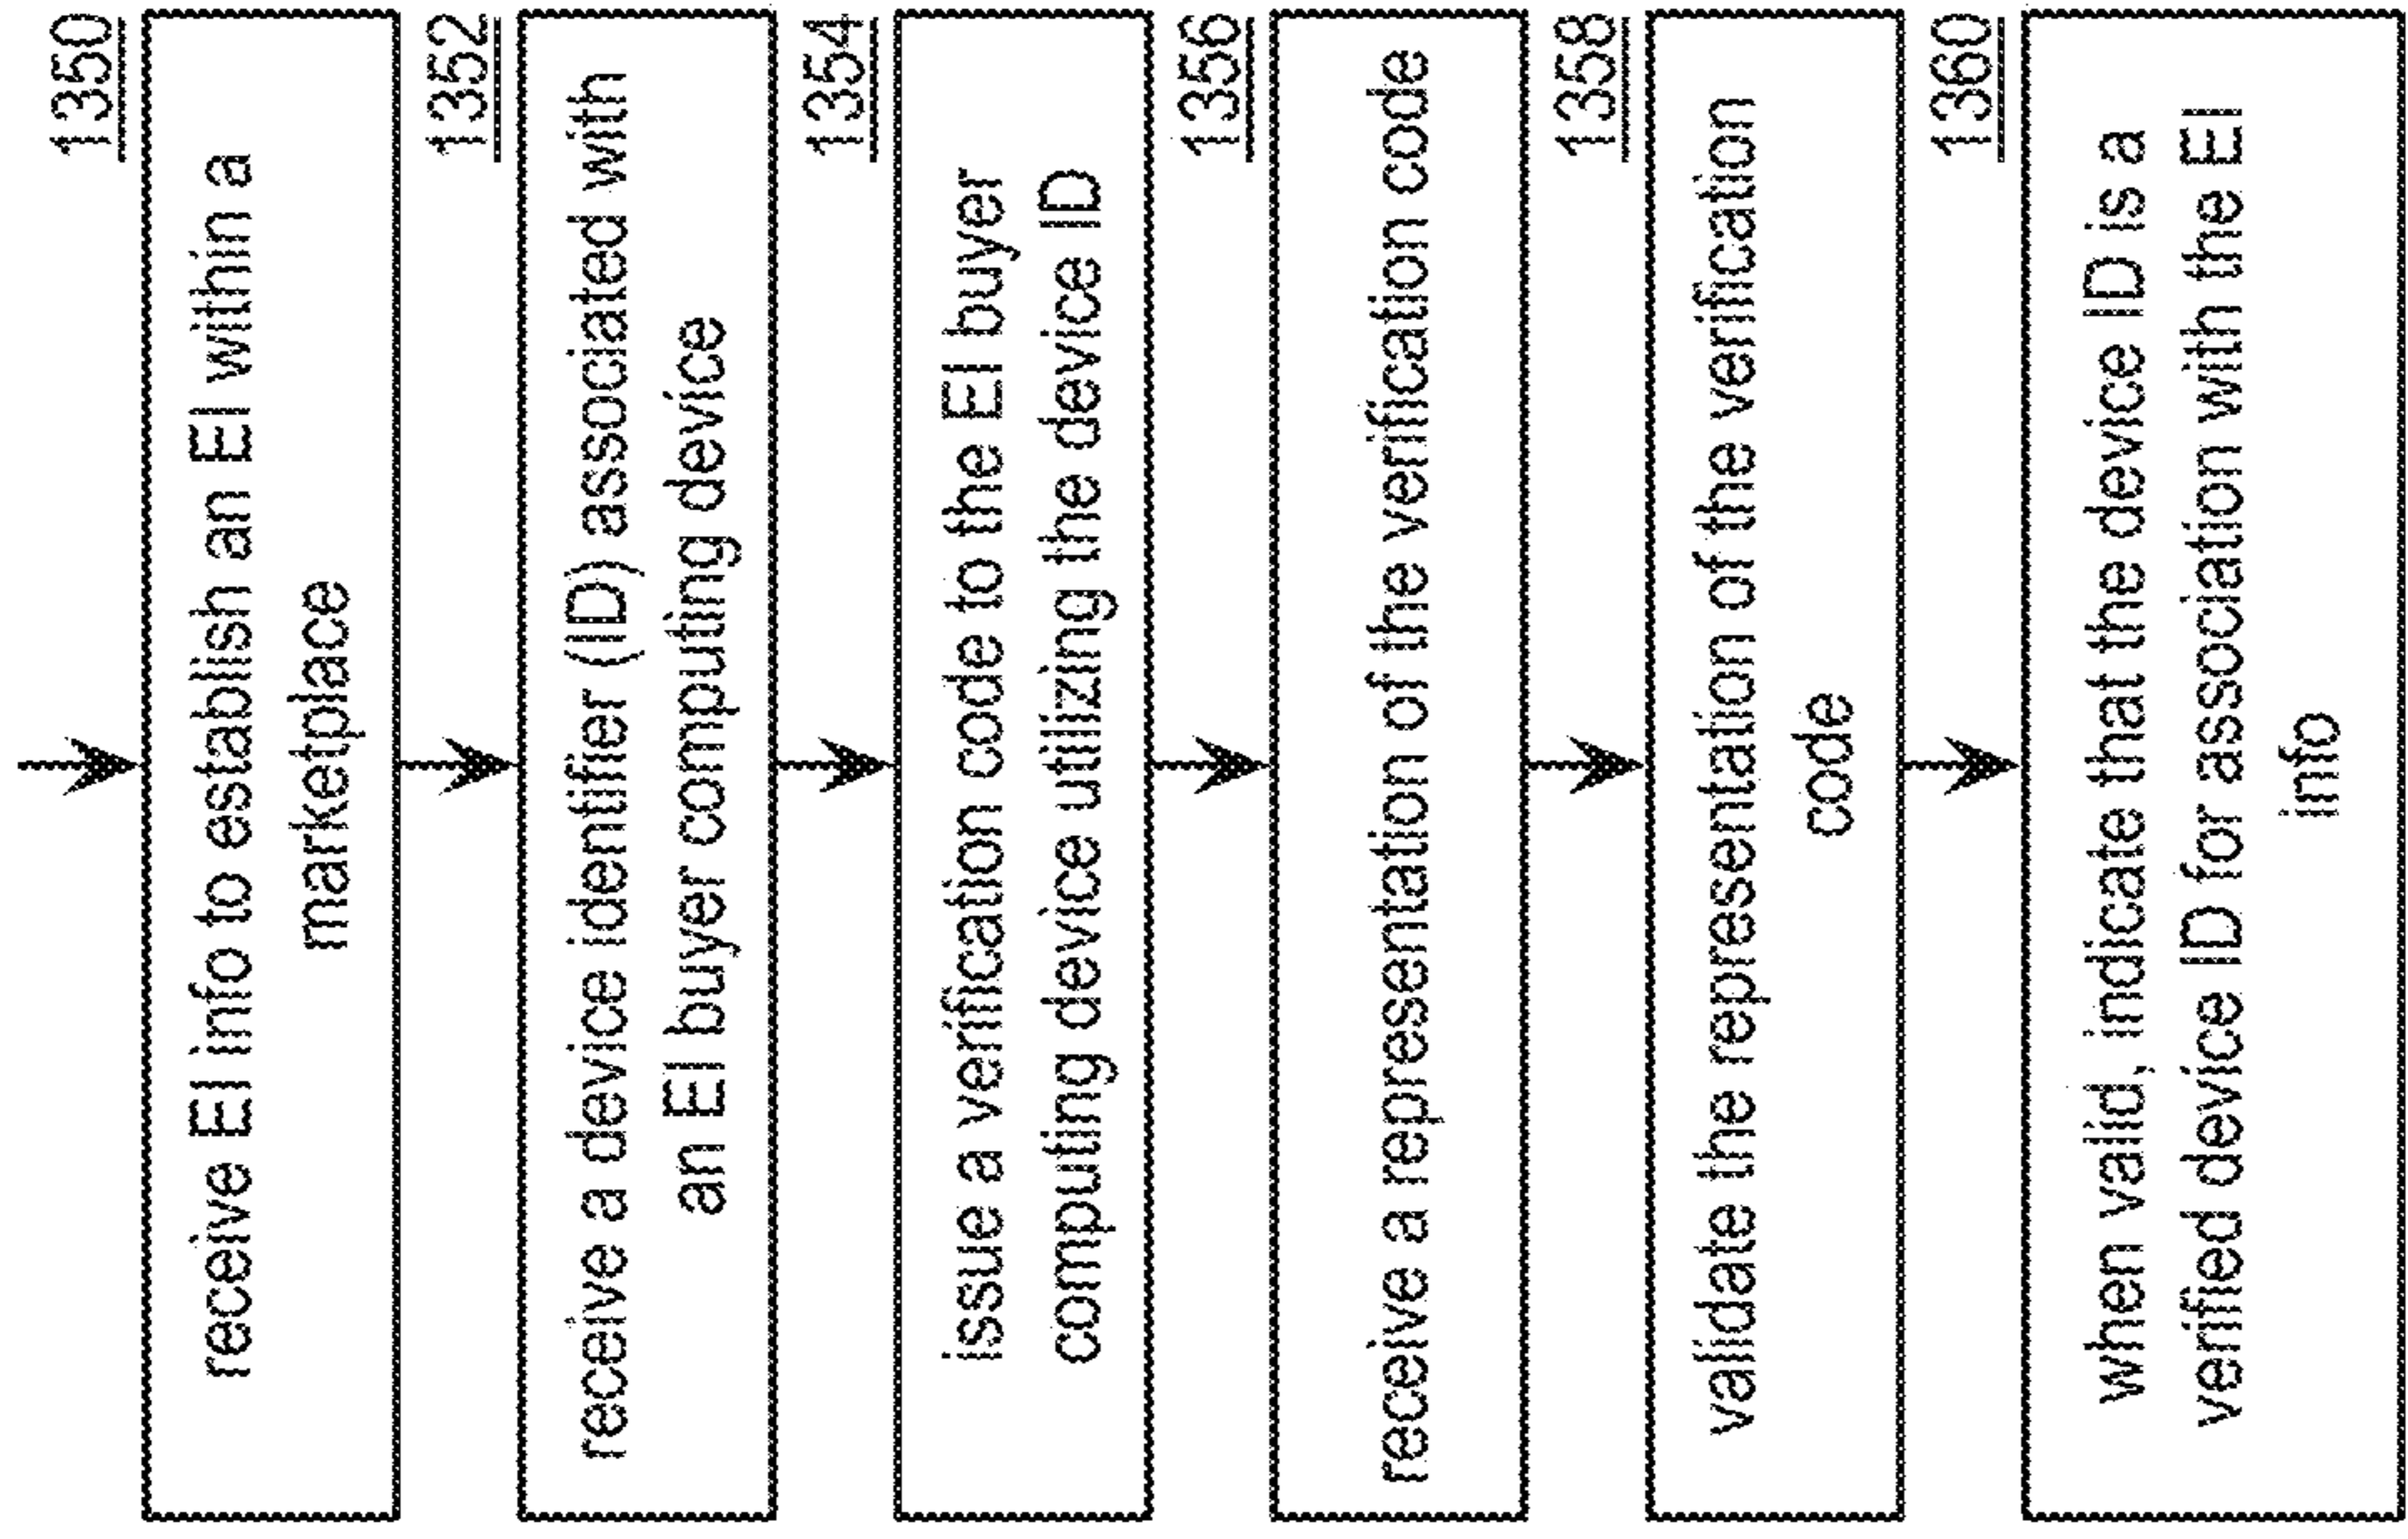 1350
receive EI info to establish an EI within a
marketplace
1352
receive a device identifier (ID) associated with
an EI buyer computing device
1354
issue a verification code to the EI buyer
computing device utilizing the device ID
1356
receive a representation of the verification code
1358
validate the representation of the verification
code
1360
when valid, indicate that the device ID is a
verified device ID for association with the EI
info